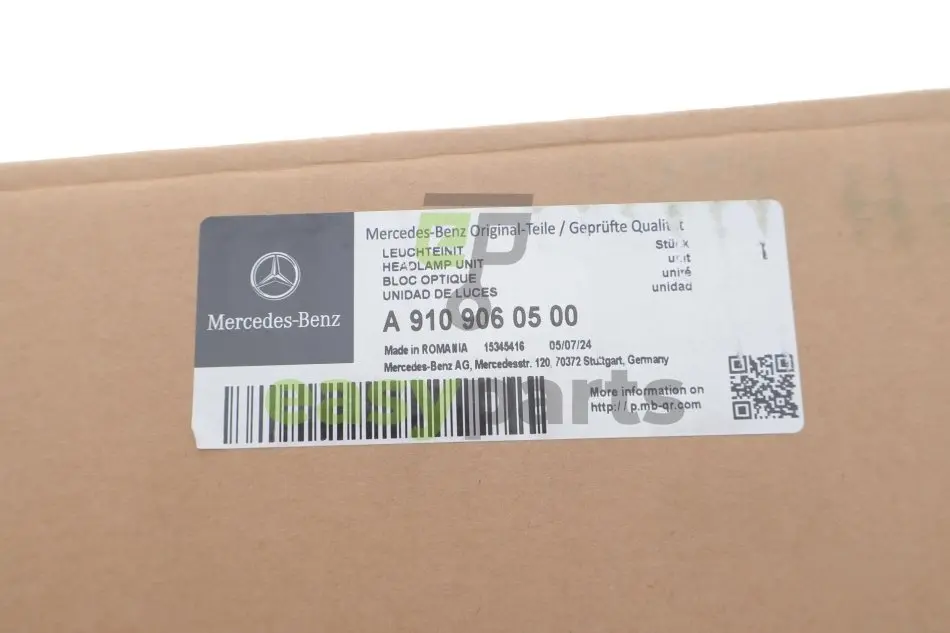 Mercedes-Benz
Mercedes-Benz Original-Teile / Geprüfte Qualität
LEUCHTEINIT Stück 1
HEADLAMP UNIT unit
BLOC OPTIQUE unité
UNIDAD DE LUCES unidad
A 910 906 05 00
Made in ROMANIA 15345416 05/07/24
Mercedes-Benz AG, Mercedesstr. 120, 70372 Stuttgart, Germany
More information on
http://p.mb-qr.com
easyparts